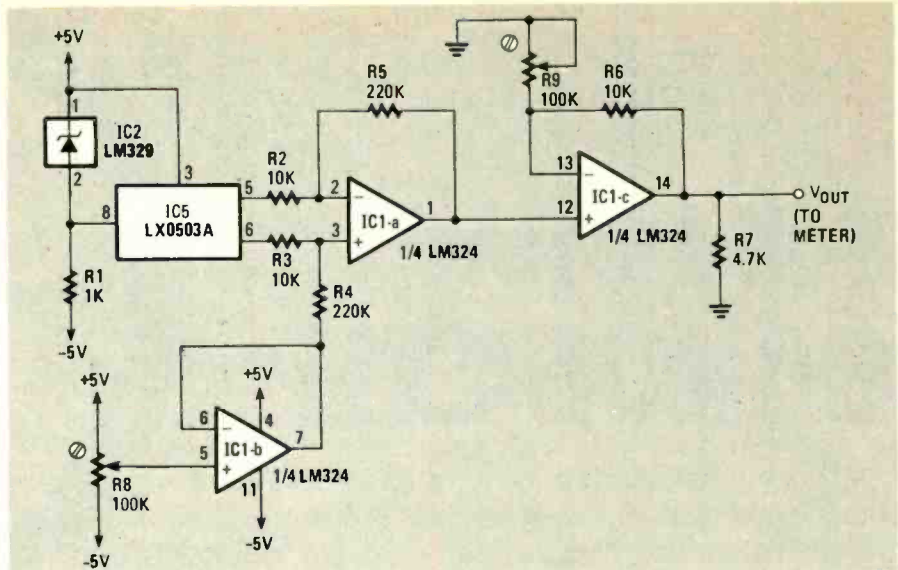 +5V
1
IC2
LM329
2
3
8
IC5
LX0503A
5
6
R1
1K
-5V
R2
10K
R3
10K
R5
220K
2
3
-
+
IC1-a
1
1/4 LM324
R4
220K
+5V
6
5
-
+
4
IC1-b
7
11
1/4 LM324
-5V
+5V
R8
100K
-5V
R9
100K
R6
10K
13
12
-
+
IC1-c
14
1/4 LM324
VOUT
(TO
METER)
R7
4.7K